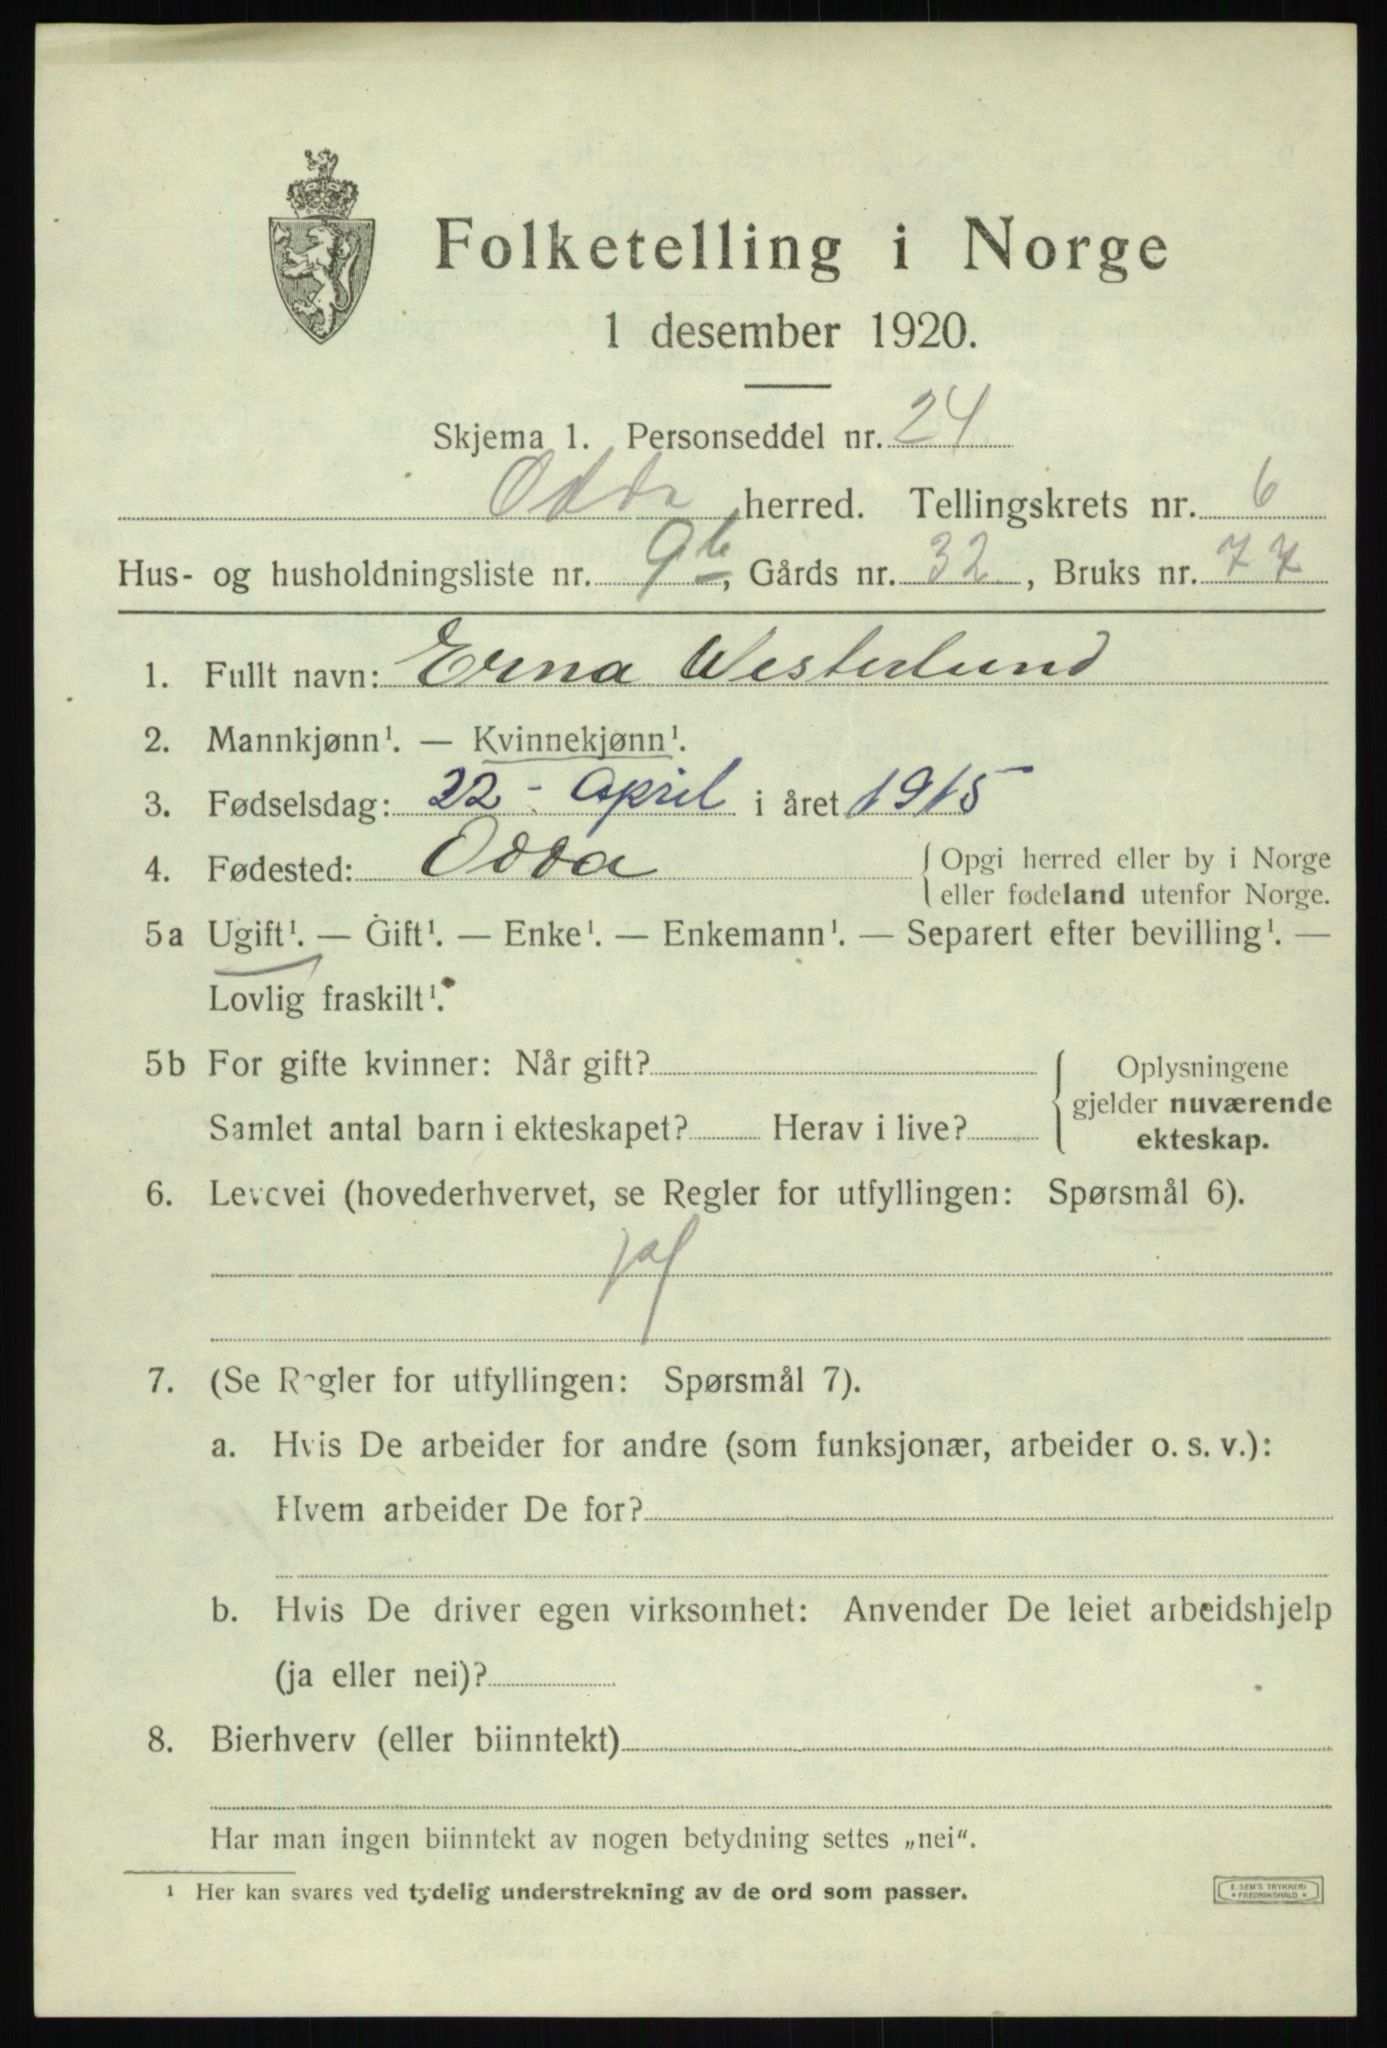 Folketelling i Norge
1 desember 1920.
Skjema 1. Personseddel nr. 24
Odda herred. Tellingskrets nr. 6
Hus- og husholdningsliste nr. 9b, Gårds nr. 32, Bruks nr. 77
1. Fullt navn: Erna Westerlund
2. Mannkjønn¹. — Kvinnekjønn¹.
3. Fødselsdag: 22 - April i året 1915
4. Fødested: Odda { Opgi herred eller by i Norge
eller fødeland utenfor Norge.
5a Ugift¹. — Gift¹. — Enke¹. — Enkemann¹. — Separert efter bevilling¹. —
Lovlig fraskilt¹.
5b For gifte kvinner: Når gift? { Oplysningene
gjelder nuværende
Samlet antal barn i ekteskapet? Herav i live? ekteskap.
6. Levevei (hovederhvervet, se Regler for utfyllingen: Spørsmål 6).
7. (Se Regler for utfyllingen: Spørsmål 7).
a. Hvis De arbeider for andre (som funksjonær, arbeider o. s. v.):
Hvem arbeider De for?
b. Hvis De driver egen virksomhet: Anvender De leiet arbeidshjelp
(ja eller nei)?
8. Bierhverv (eller biinntekt)
Har man ingen biinntekt av nogen betydning settes „nei“.
¹ Her kan svares ved tydelig understrekning av de ord som passer.
E. SEM'S TRYKKERI
• FREDRIKSHALD •